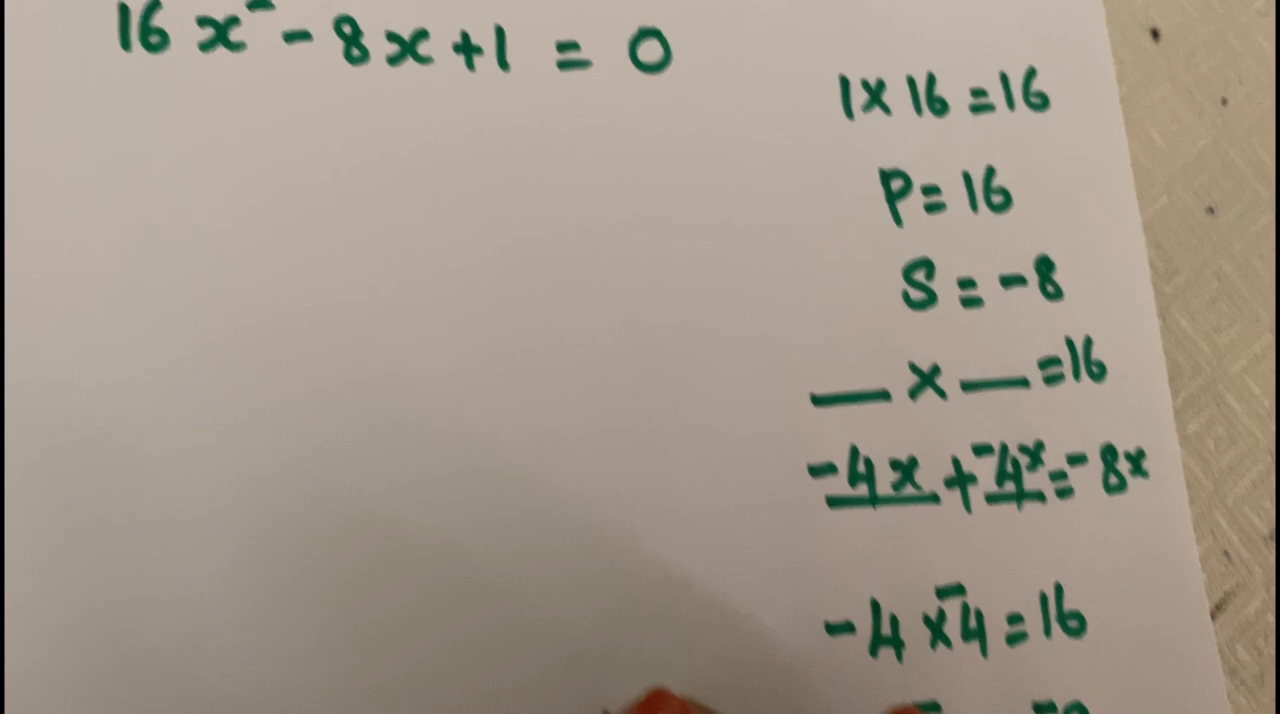 16x² - 8x + 1 = 0
1 × 16 = 16
P = 16
S = -8
__ × __ = 16
-4x + -4x = -8x
-4 × -4 = 16